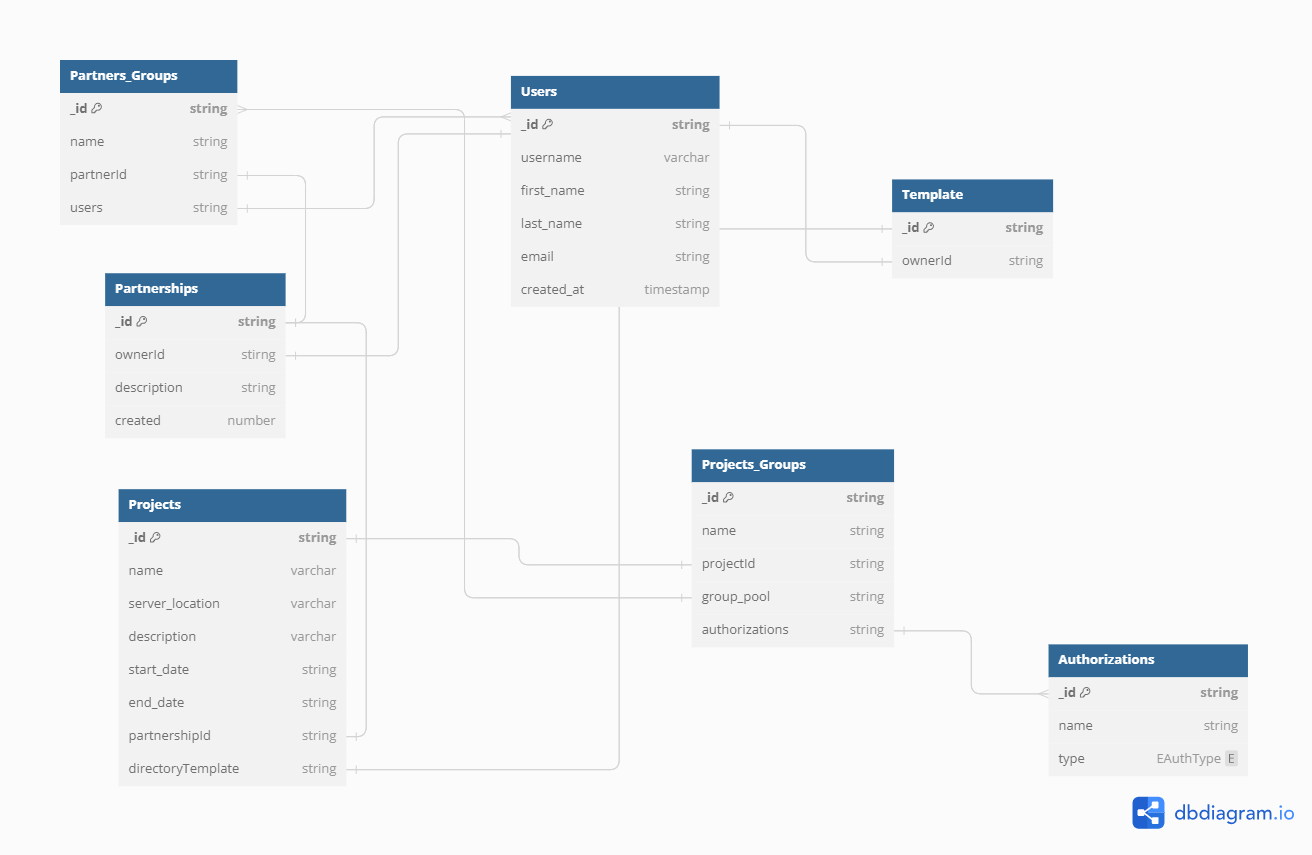 Partners_Groups
_id string
name string
partnerId string
users string
Users
_id string
username varchar
first_name string
last_name string
email string
created_at timestamp
Template
_id string
ownerId string
Partnerships
_id string
ownerId stirng
description string
created number
Projects_Groups
_id string
name string
projectId string
group_pool string
authorizations string
Projects
_id string
name varchar
server_location varchar
description varchar
start_date string
end_date string
partnershipId string
directoryTemplate string
Authorizations
_id string
name string
type EAuthType E
dbdiagram.io